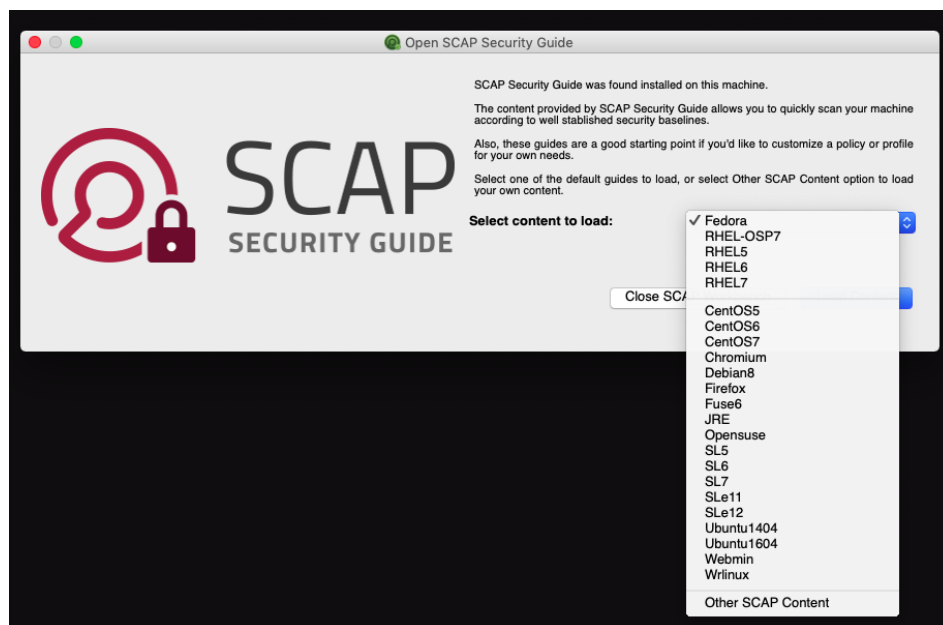 Open SCAP Security Guide
SCAP Security Guide was found installed on this machine.
The content provided by SCAP Security Guide allows you to quickly scan your machine
according to well stablished security baselines.
Also, these guides are a good starting point if you'd like to customize a policy or profile
for your own needs.
Select one of the default guides to load, or select Other SCAP Content option to load
your own content.
SCAP
SECURITY GUIDE
Select content to load:
✓ Fedora
RHEL-OSP7
RHEL5
RHEL6
RHEL7
Close SCA
CentOS5
CentOS6
CentOS7
Chromium
Debian8
Firefox
Fuse6
JRE
Opensuse
SL5
SL6
SL7
SLe11
SLe12
Ubuntu1404
Ubuntu1604
Webmin
Wrlinux
Other SCAP Content